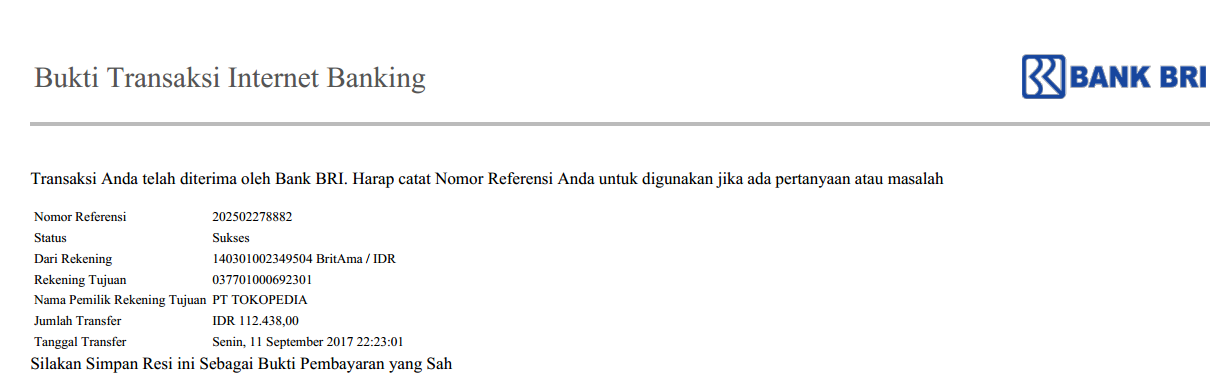 Bukti Transaksi Internet Banking
BANK BRI
Transaksi Anda telah diterima oleh Bank BRI. Harap catat Nomor Referensi Anda untuk digunakan jika ada pertanyaan atau masalah
Nomor Referensi 202502278882
Status Sukses
Dari Rekening 140301002349504 BritAma / IDR
Rekening Tujuan 037701000692301
Nama Pemilik Rekening Tujuan PT TOKOPEDIA
Jumlah Transfer IDR 112.438,00
Tanggal Transfer Senin, 11 September 2017 22:23:01
Silakan Simpan Resi ini Sebagai Bukti Pembayaran yang Sah